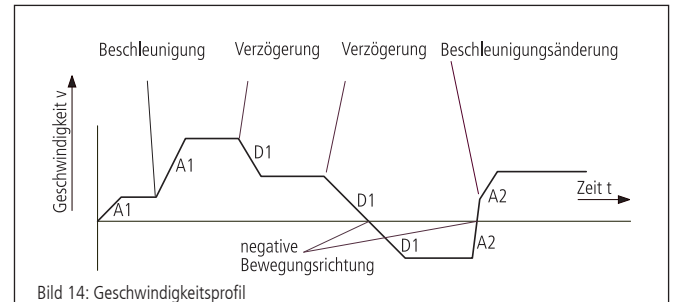 Beschleunigung Verzögerung Verzögerung Beschleunigungsänderung
Geschwindigkeit v
A1
A1
D1
D1
D1
A2
A2
Zeit t
negative
Bewegungsrichtung
Bild 14: Geschwindigkeitsprofil